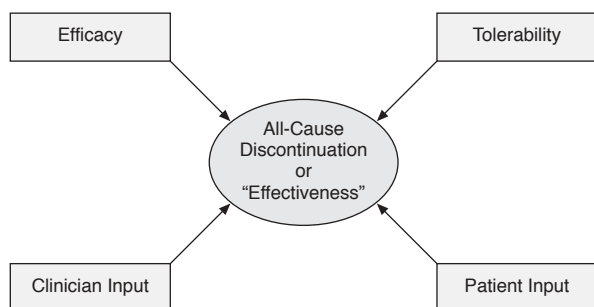 Efficacy
Tolerability
All-Cause
Discontinuation
or
“Effectiveness”
Clinician Input
Patient Input